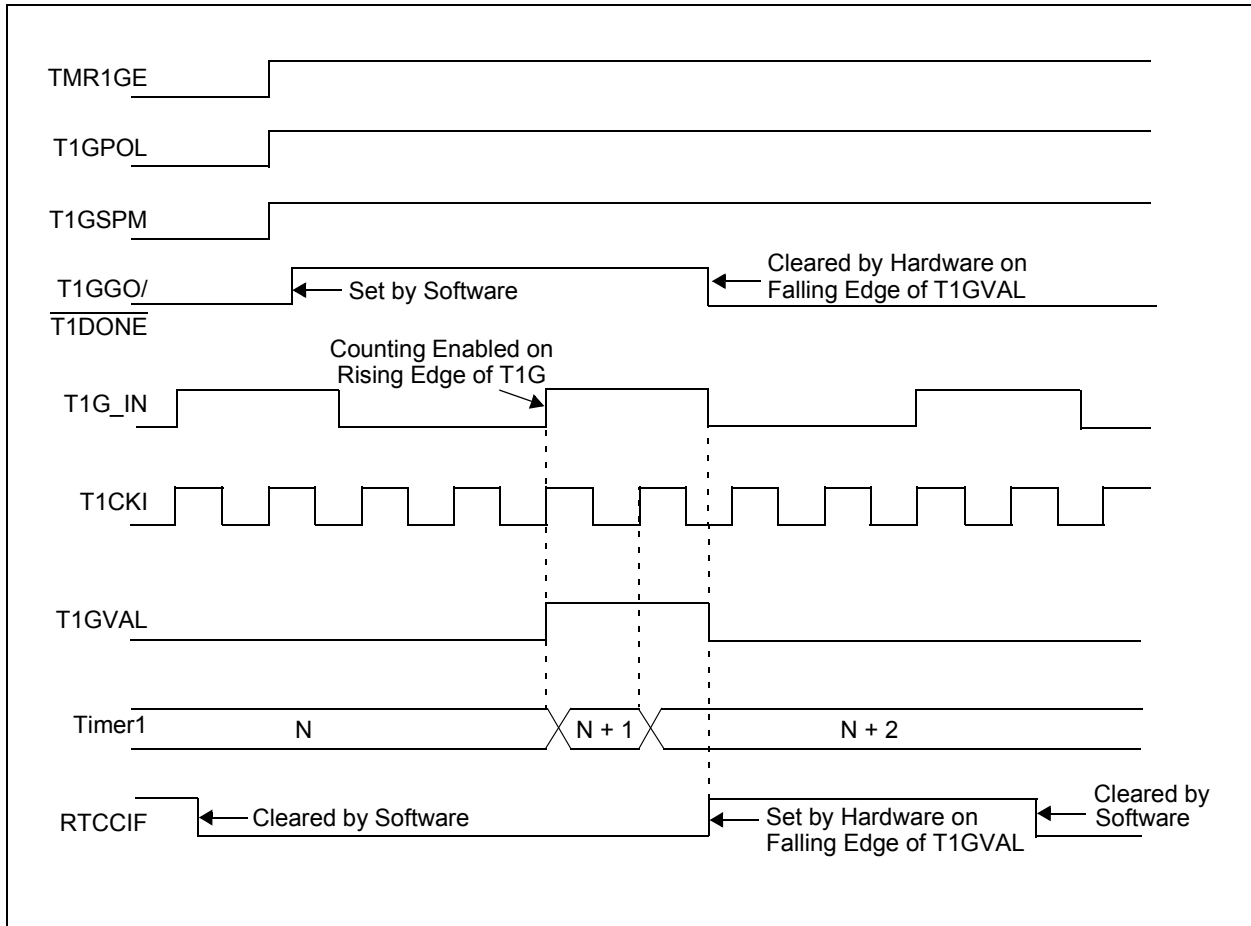 TMR1GE
T1GPOL
T1GSPM
T1GGO/
T1DONE
Set by Software
Cleared by Hardware on
Falling Edge of T1GVAL
Counting Enabled on
Rising Edge of T1G
T1G_IN
T1CKI
T1GVAL
Timer1
N
N + 1
N + 2
RTCCIF
Cleared by Software
Set by Hardware on
Falling Edge of T1GVAL
Cleared by
Software